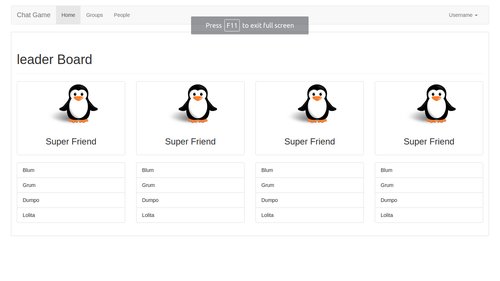 Chat Game Home Groups People Username
Press F11 to exit full screen
leader Board
Super Friend Super Friend Super Friend Super Friend
Blum Blum Blum Blum
Grum Grum Grum Grum
Dumpo Dumpo Dumpo Dumpo
Lolita Lolita Lolita Lolita